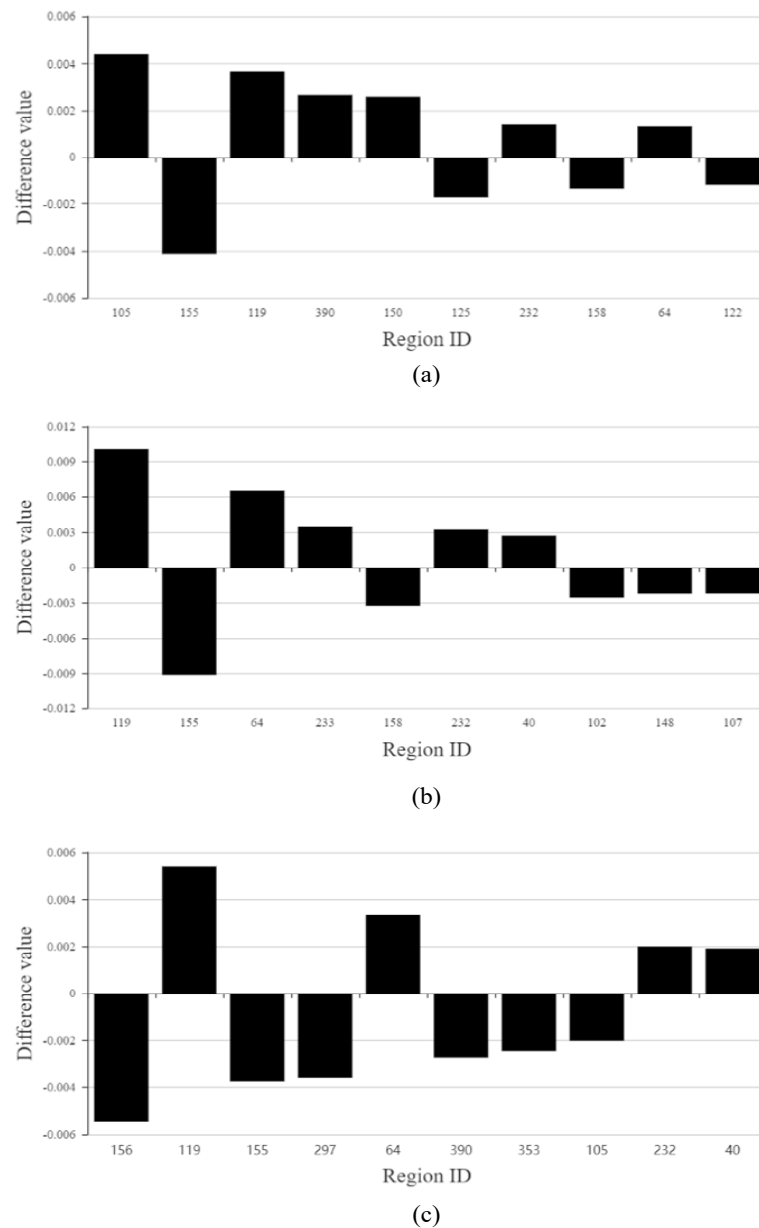 0.006
0.004
0.002
0
-0.002
-0.004
-0.006
Difference value
105 155 119 390 150 125 232 158 64 122
Region ID
(a)
0.012
0.009
0.006
0.003
0
-0.003
-0.006
-0.009
-0.012
Difference value
119 155 64 233 158 232 40 102 148 107
Region ID
(b)
0.006
0.004
0.002
0
-0.002
-0.004
-0.006
Difference value
156 119 155 297 64 390 353 105 232 40
Region ID
(c)